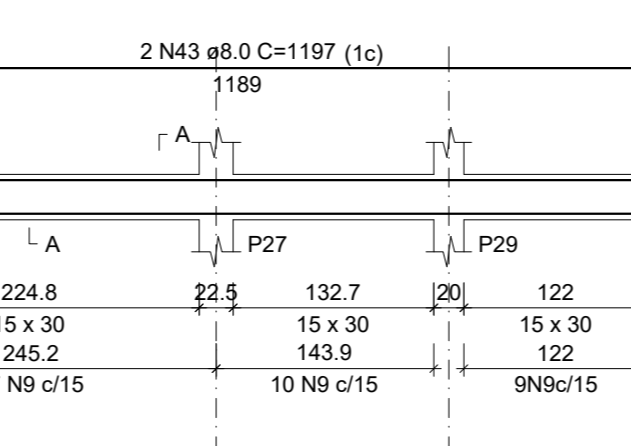 2 N43 ø8.0 C=1197 (1c)
1189
A
A
P27
P29
224.8
22.5
132.7
20
122
15 x 30
15 x 30
15 x 30
245.2
143.9
122
N9 c/15
10 N9 c/15
9N9c/15